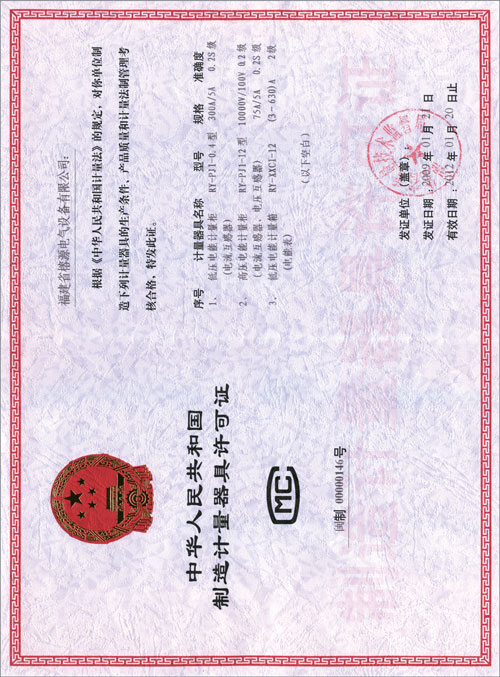 中华人民共和国
制造计量器具许可证
MC
闽制 00000146号
福建省榕源电气设备有限公司:
根据《中华人民共和国计量法》的规定，对你单位制
造下列计量器具的生产条件、产品质量和计量法制管理考
核合格，特发此证。
序号 计量器具名称 型号 规格 准确度
1、 低压电能计量柜 RY-PJ1-0.4型 300A/5A 0.2S级
(电流互感器)
2、 高压电能计量柜 RY-PJ1-12型 10000V/100V 0.2级
(电流互感器、电压互感器) 75A/5A 0.2S级
3、 低压电能计量箱 RY-XXCI-12 (3-630)A 2级
(电能表)
(以下空白)
发证单位：(盖章)
发证日期：2009年01月21日
有效日期：2012年01月20日止